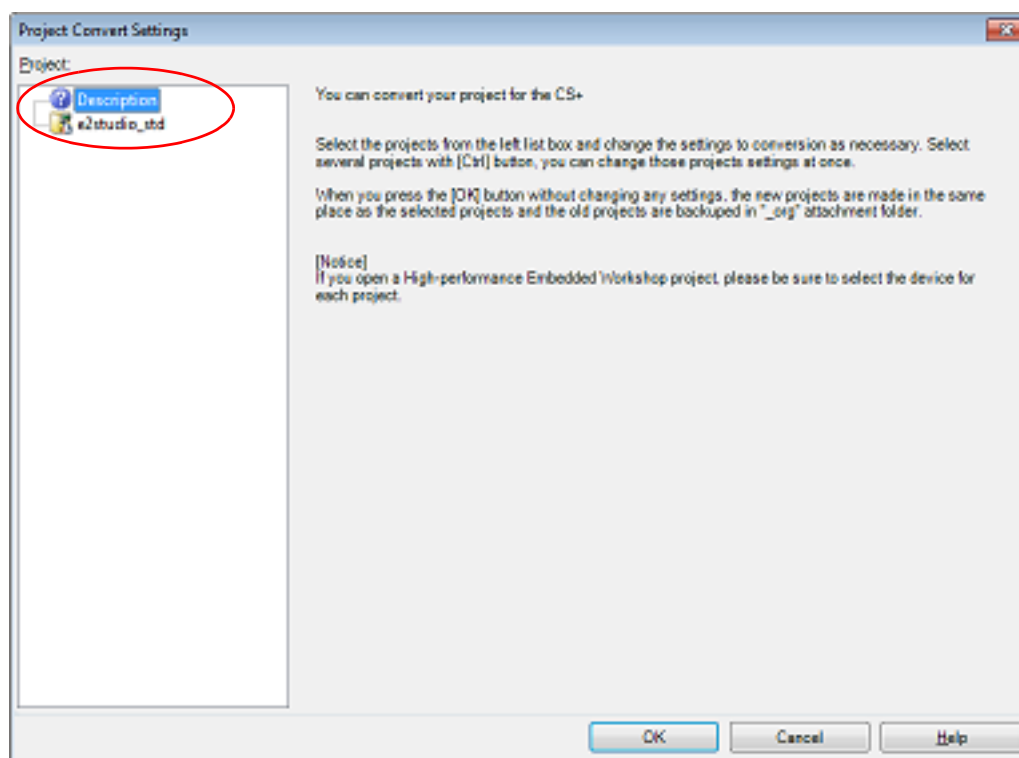 Project Convert Settings
Project:
Description
e2studio_std
You can convert your project for the CS+
Select the projects from the left list box and change the settings to conversion as necessary. Select
several projects with [Ctrl] button, you can change those projects settings at once.
When you press the [OK] button without changing any settings, the new projects are made in the same
place as the selected projects and the old projects are backuped in "_org" attachment folder.
[Notice]
If you open a High-performance Embedded Workshop project, please be sure to select the device for
each project.
OK
Cancel
Help